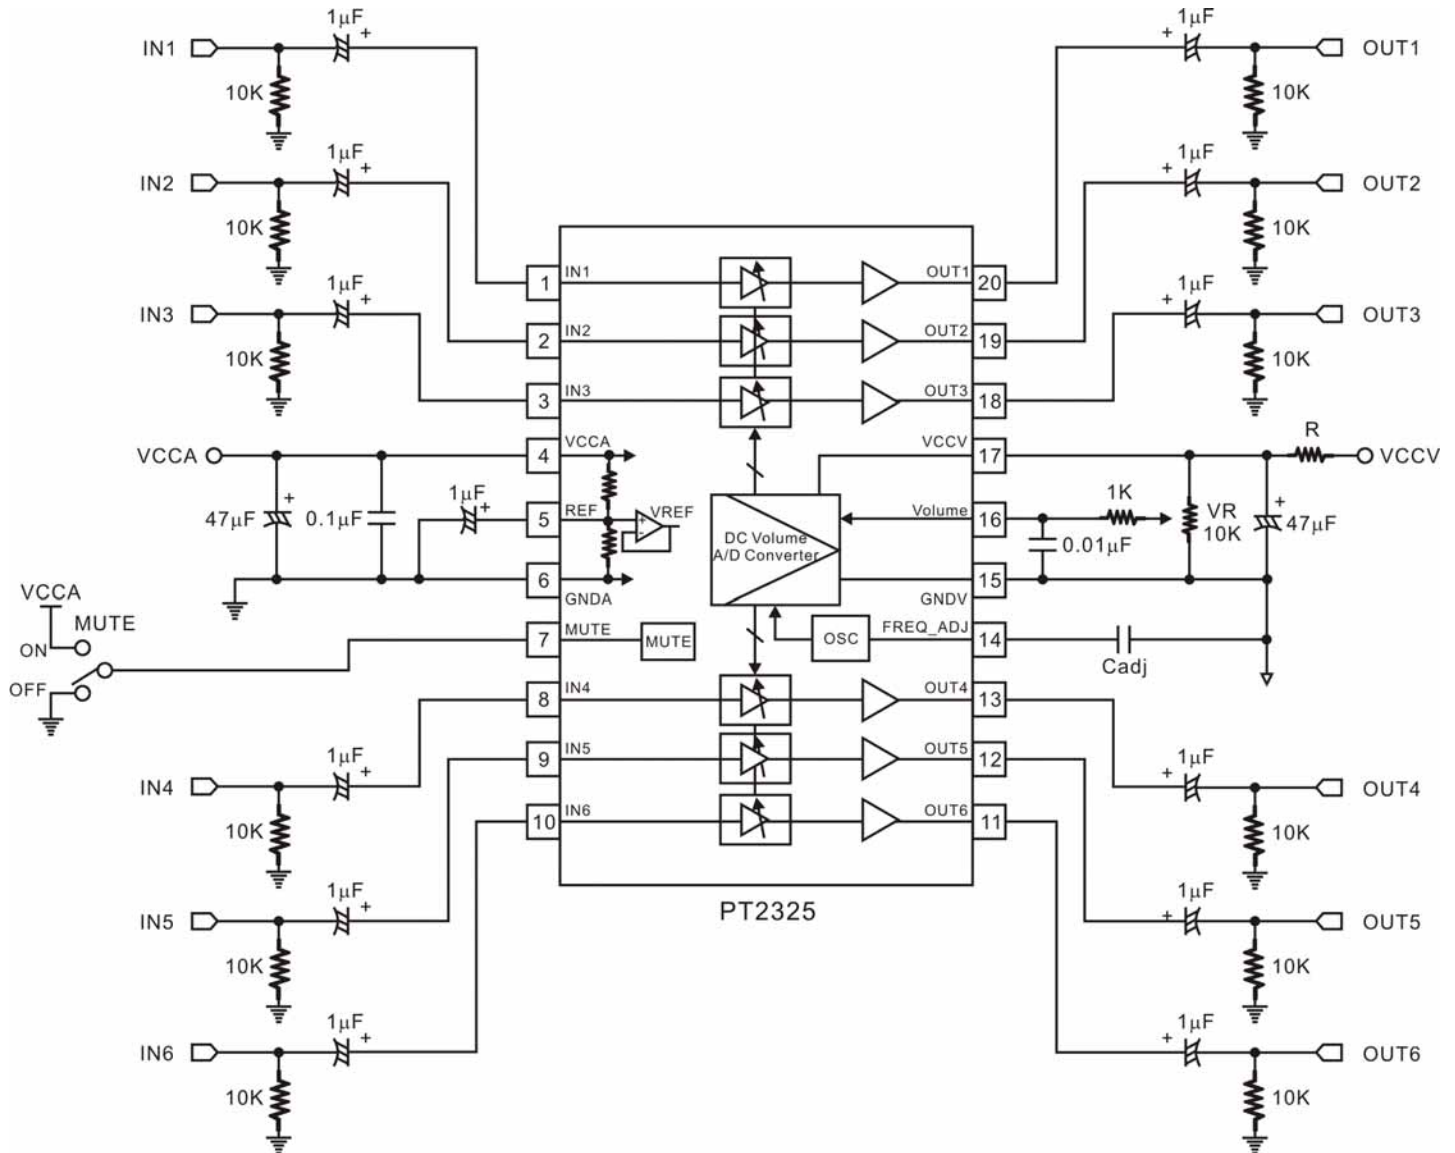 1μF
1μF
IN1
+
+
OUT1
10K
10K
1μF
1μF
IN2
+
+
OUT2
10K
10K
1μF
1μF
IN3
+
+
OUT3
10K
10K
1
IN1
OUT1
20
2
IN2
OUT2
19
3
IN3
OUT3
18
VCCA
4
VCCA
VCCV
17
R
VCCV
47μF
+
0.1μF
1μF
+
5
REF
+
-
VREF
DC Volume
A/D Converter
Volume
16
1K
0.01μF
VR
10K
+
47μF
6
GNDA
GNDV
15
VCCA
MUTE
ON
OFF
7
MUTE
MUTE
OSC
FREQ_ADJ
14
Cadj
8
IN4
OUT4
13
9
IN5
OUT5
12
10
IN6
OUT6
11
1μF
1μF
IN4
+
+
OUT4
10K
10K
PT2325
1μF
1μF
IN5
+
+
OUT5
10K
10K
1μF
1μF
IN6
+
+
OUT6
10K
10K